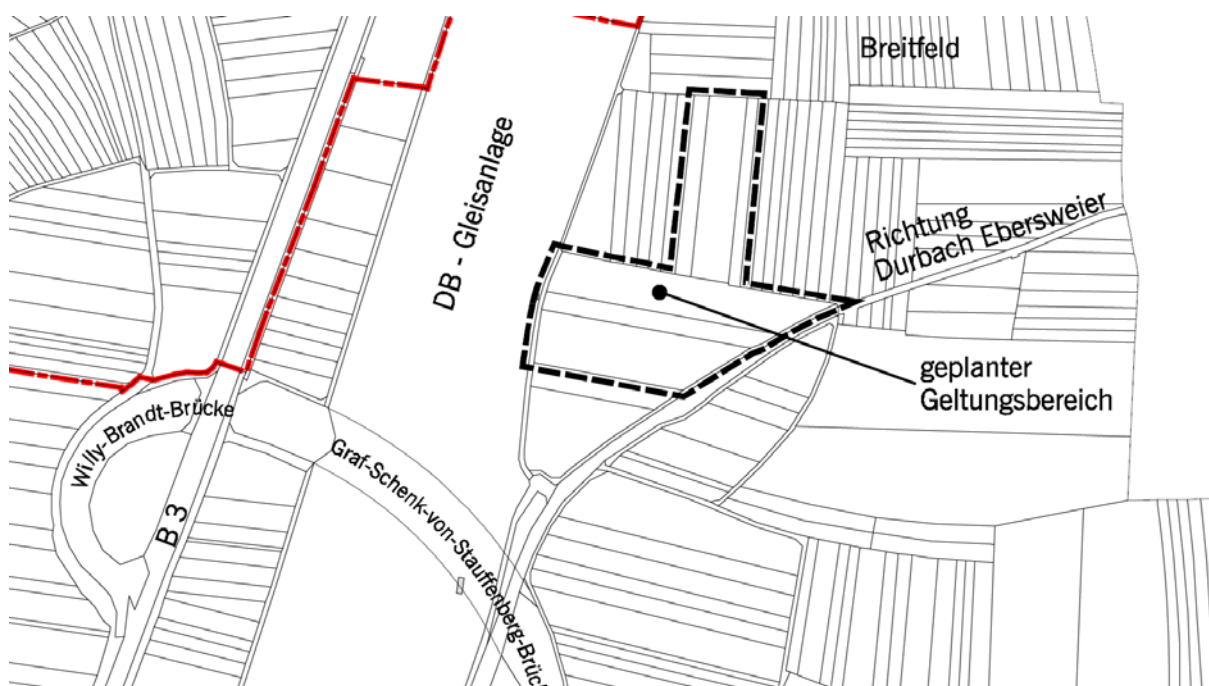 Breitfeld
DB - Gleisanlage
Richtung
Durbach Ebersweier
geplanter
Geltungsbereich
Willy-Brandt-Brücke
B 3
Graf-Schenk-von-Stauffenberg-Brück